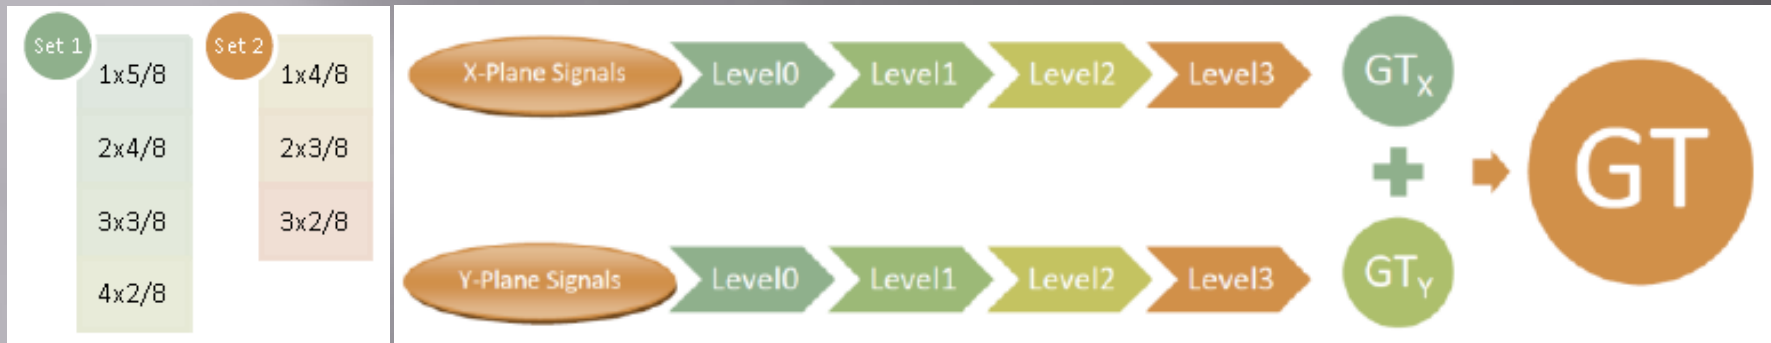 Set 1
1x5/8
2x4/8
3x3/8
4x2/8
Set 2
1x4/8
2x3/8
3x2/8
X-Plane Signals
Level0
Level1
Level2
Level3
GTX
+
Y-Plane Signals
Level0
Level1
Level2
Level3
GTY
GT